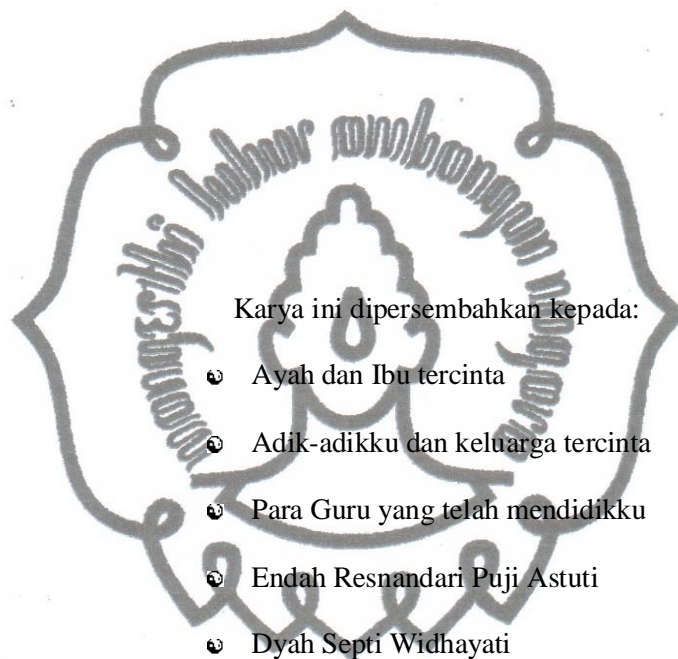 Karya ini dipersembahkan kepada:
Ayah dan Ibu tercinta
Adik-adikku dan keluarga tercinta
Para Guru yang telah mendidikku
Endah Resnandari Puji Astuti
Dyah Septi Widhayati